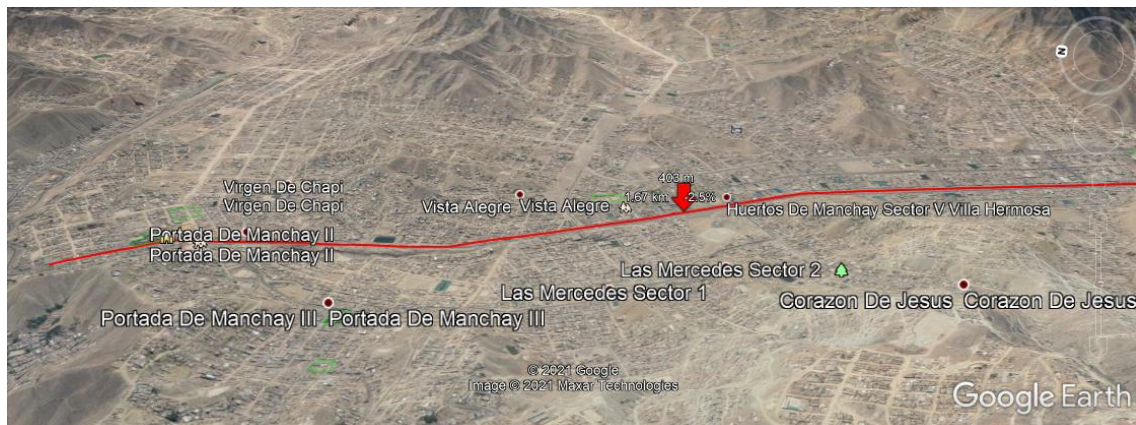 N
403 m
1.67 km -2.5%
Virgen De Chapi
Virgen De Chapi
Vista Alegre Vista Alegre
Huertos De Manchay Sector V Villa Hermosa
Portada De Manchay II
Portada De Manchay II
Las Mercedes Sector 2
Las Mercedes Sector 1
Corazon De Jesus Corazon De Jesus
Portada De Manchay III Portada De Manchay III
© 2021 Google
Image © 2021 Maxar Technologies
Google Earth